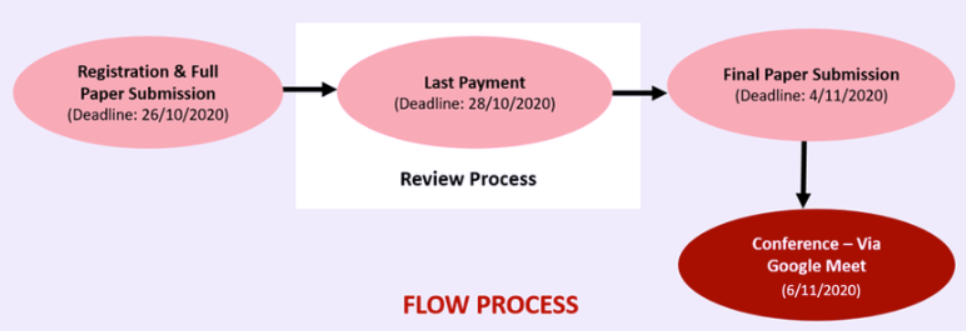 Registration & Full
Paper Submission
(Deadline: 26/10/2020)
Last Payment
(Deadline: 28/10/2020)
Review Process
Final Paper Submission
(Deadline: 4/11/2020)
Conference – Via
Google Meet
(6/11/2020)
FLOW PROCESS